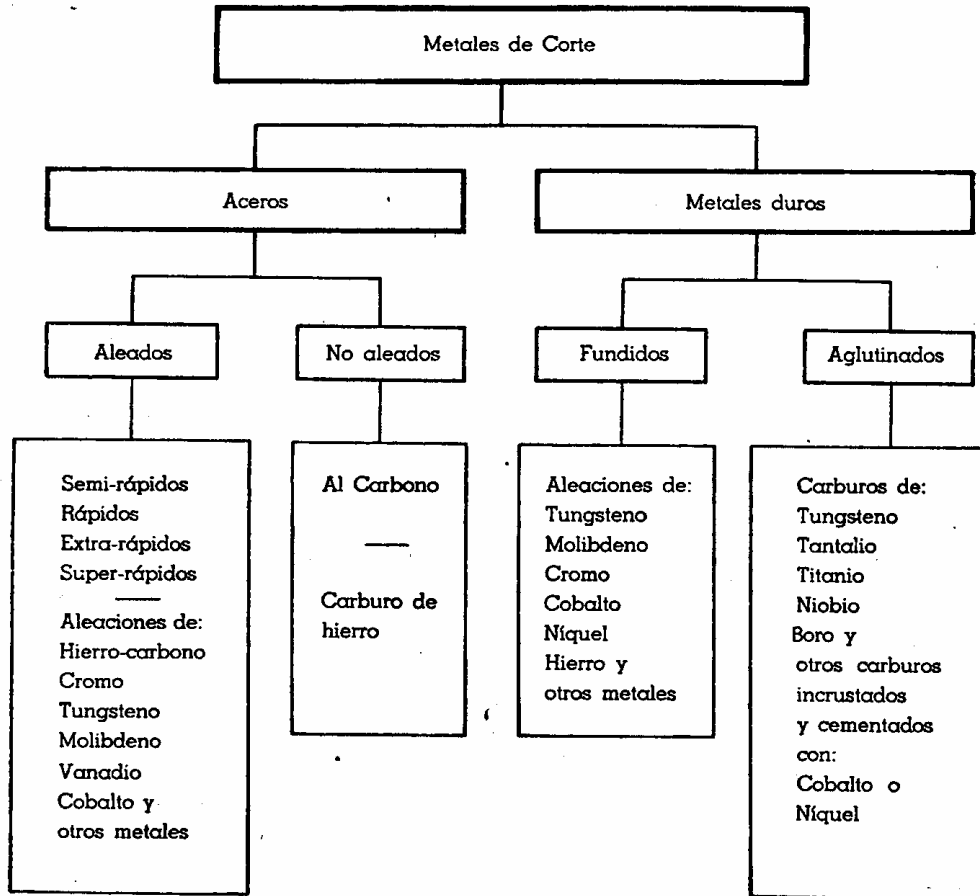 Metales de Corte
Aceros
Metales duros
Aleados
No aleados
Fundidos
Aglutinados
Semi-rápidos
Rápidos
Extra-rápidos
Super-rápidos
Aleaciones de:
Hierro-carbono
Cromo
Tungsteno
Molibdeno
Vanadio
Cobalto y
otros metales
Al Carbono
Carburo de
hierro
Aleaciones de:
Tungsteno
Molibdeno
Cromo
Cobalto
Níquel
Hierro y
otros metales
Carburos de:
Tungsteno
Tantalio
Titanio
Niobio
Boro y
otros carburos
incrustados
y cementados
con:
Cobalto o
Níquel